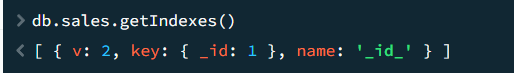 > db.sales.getIndexes()
< [ { v: 2, key: { _id: 1 }, name: '_id_' } ]